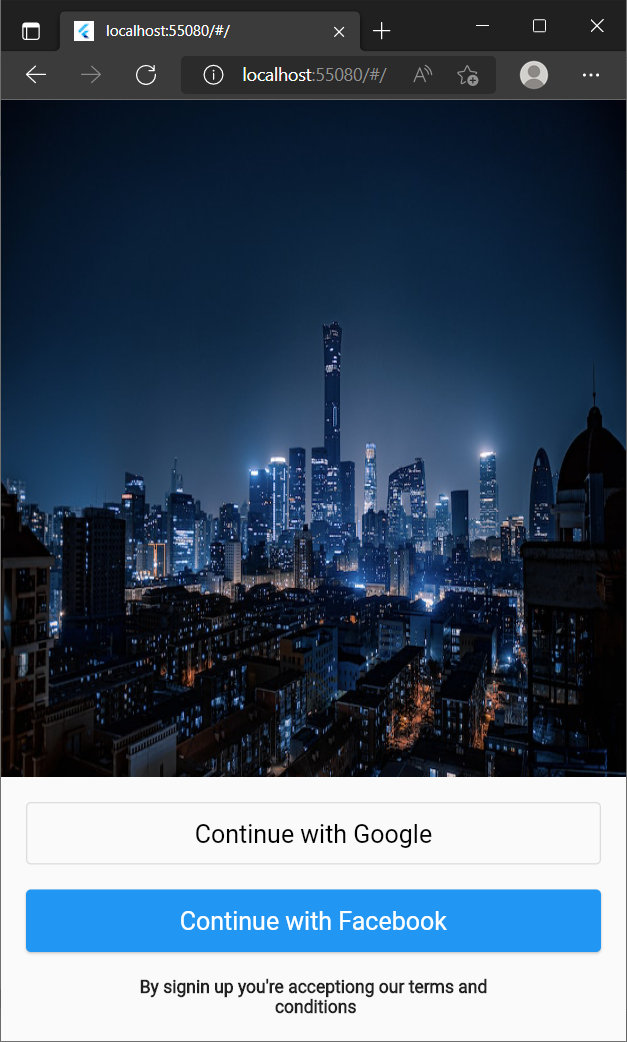 localhost:55080/#/
localhost:55080/#/
Continue with Google
Continue with Facebook
By signin up you're acceptiong our terms and
conditions